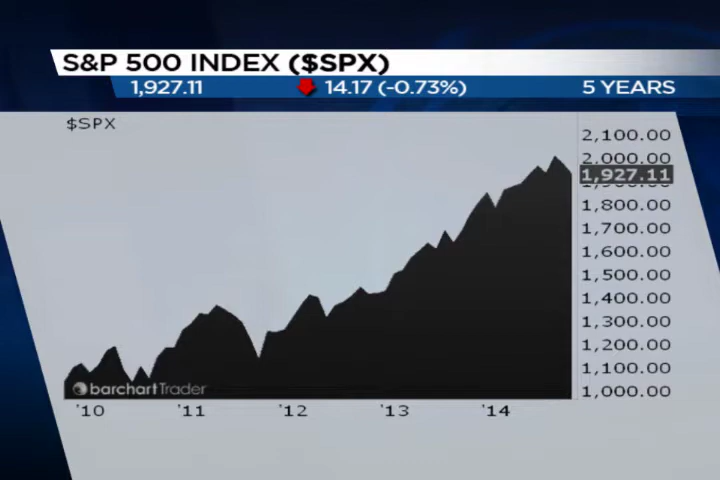 S&P 500 INDEX ($SPX)
1,927.11 14.17 (-0.73%) 5 YEARS
$SPX
2,100.00
2,000.00
1,927.11
1,800.00
1,700.00
1,600.00
1,500.00
1,400.00
1,300.00
1,200.00
1,100.00
1,000.00
barchartTrader
'10 '11 '12 '13 '14